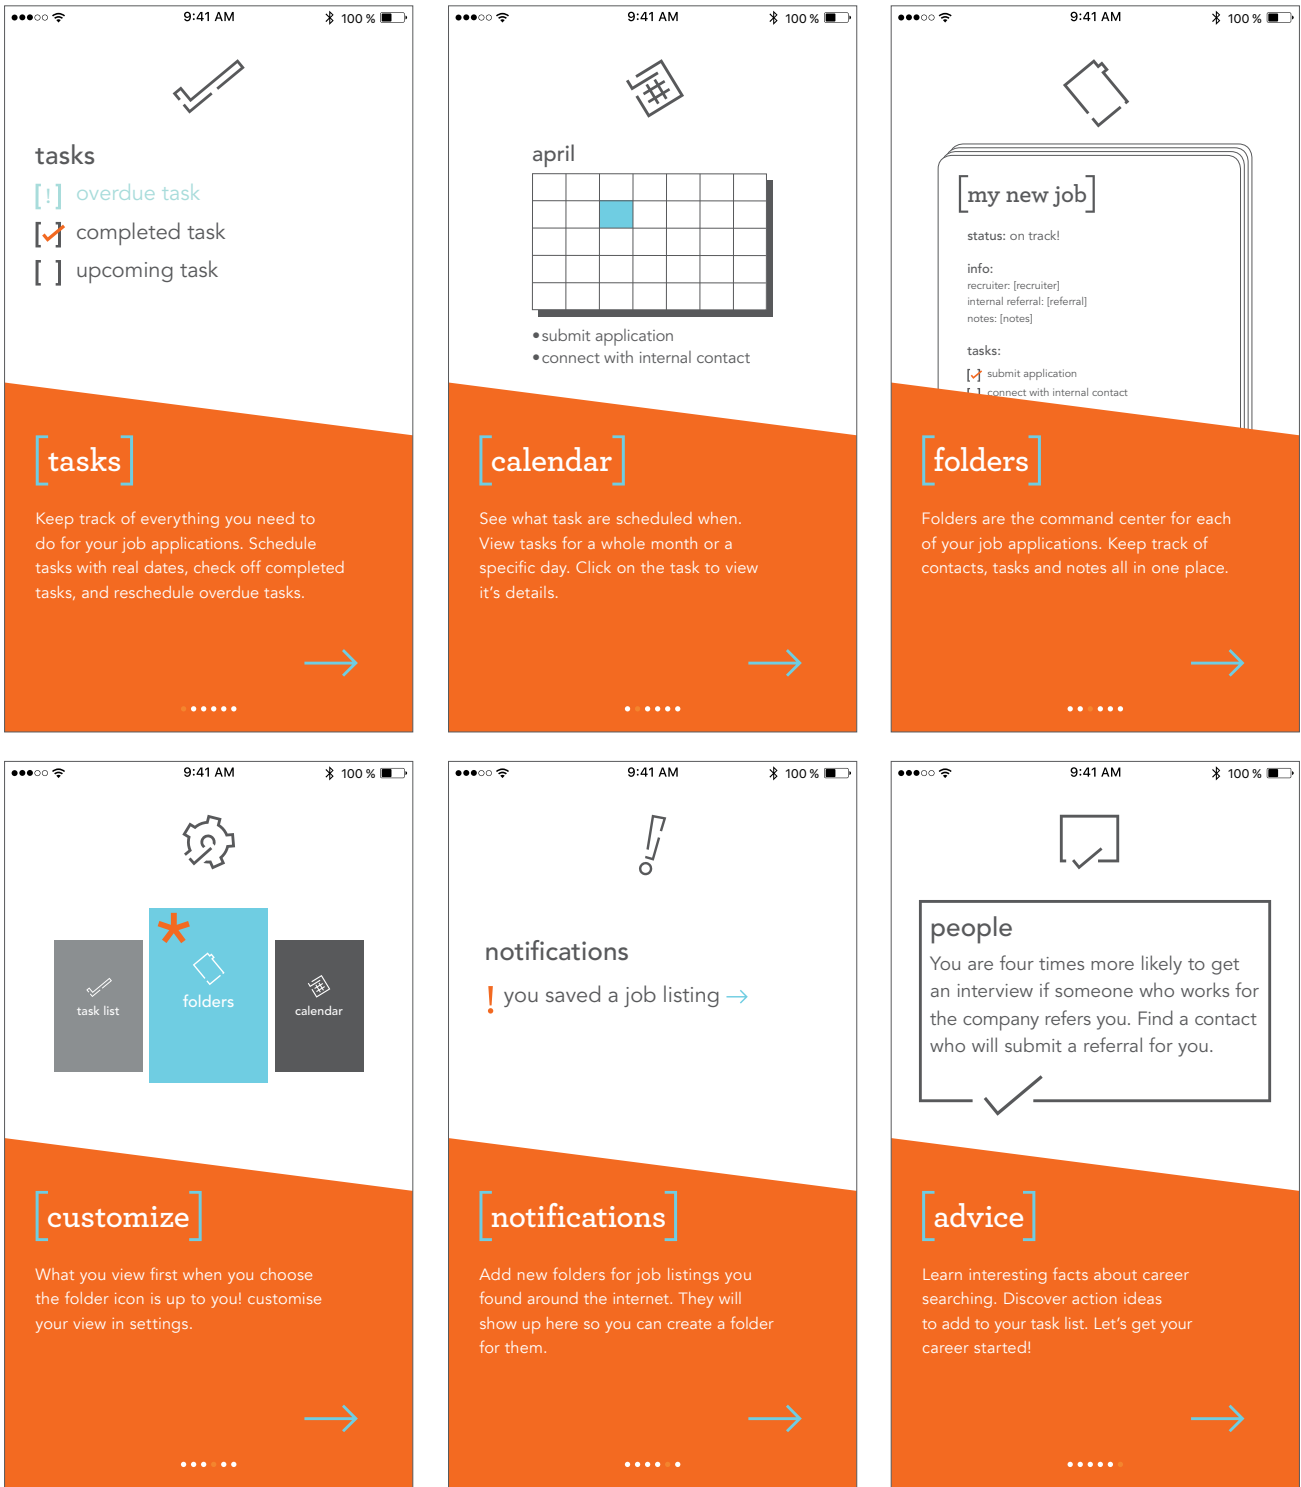 9:41 AM
100 %
tasks
[!] overdue task
[✓] completed task
[ ] upcoming task
[tasks]
Keep track of everything you need to
do for your job applications. Schedule
tasks with real dates, check off completed
tasks, and reschedule overdue tasks.
9:41 AM
100 %
april
•submit application
•connect with internal contact
[calendar]
See what task are scheduled when.
View tasks for a whole month or a
specific day. Click on the task to view
it's details.
9:41 AM
100 %
[my new job]
status: on track!
info:
recruiter: [recruiter]
internal referral: [referral]
notes: [notes]
tasks:
[✓] submit application
[ ] connect with internal contact
[folders]
Folders are the command center for each
of your job applications. Keep track of
contacts, tasks and notes all in one place.
9:41 AM
100 %
*
task list
folders
calendar
[customize]
What you view first when you choose
the folder icon is up to you! customise
your view in settings.
9:41 AM
100 %
notifications
! you saved a job listing →
[notifications]
Add new folders for job listings you
found around the internet. They will
show up here so you can create a folder
for them.
9:41 AM
100 %
people
You are four times more likely to get
an interview if someone who works for
the company refers you. Find a contact
who will submit a referral for you.
[advice]
Learn interesting facts about career
searching. Discover action ideas
to add to your task list. Let's get your
career started!